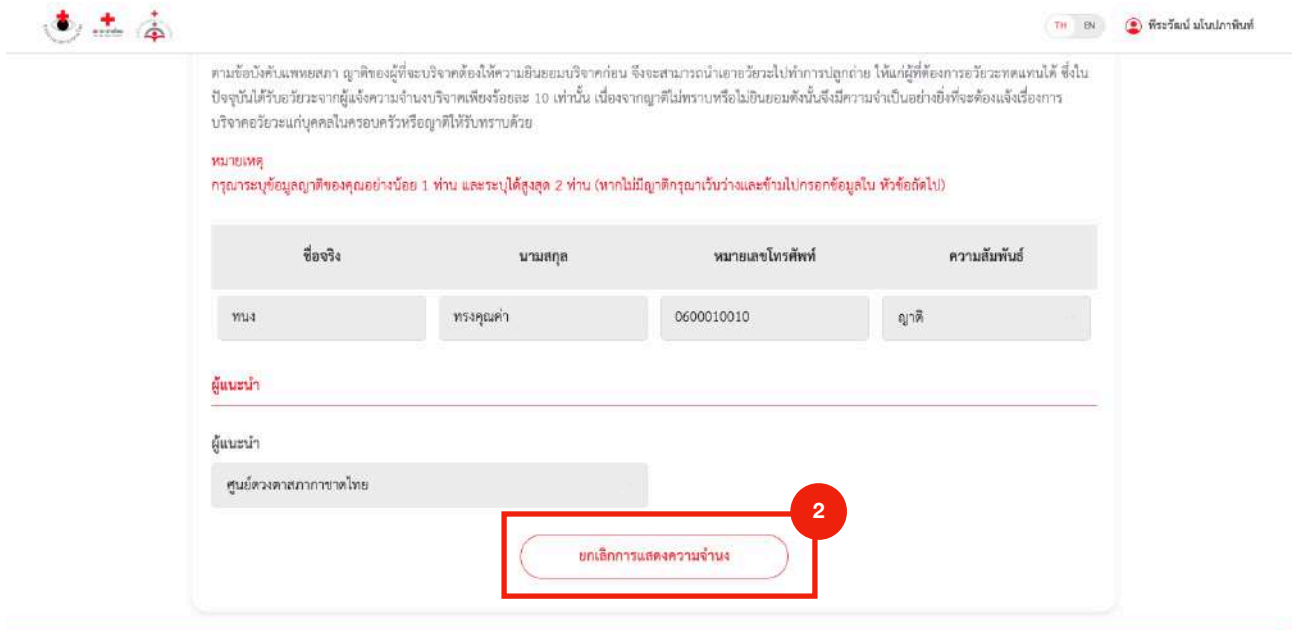 TH EN พีระวัฒน์ มโนปภาพินท์
ตามข้อบังคับแพทยสภา ญาติของผู้ที่จะบริจาคต้องให้ความยินยอมบริจาคก่อน จึงจะสามารถนำเอาอวัยวะไปทำการปลูกถ่าย ให้แก่ผู้ที่ต้องการอวัยวะทดแทนได้ ซึ่งใน
ปัจจุบันได้รับอวัยวะจากผู้แจ้งความจำนงบริจาคเพียงร้อยละ 10 เท่านั้น เนื่องจากญาติไม่ทราบหรือไม่ยินยอมดังนั้นจึงมีความจำเป็นอย่างยิ่งที่จะต้องแจ้งเรื่องการ
บริจาคอวัยวะแก่บุคคลในครอบครัวหรือญาติให้รับทราบด้วย
หมายเหตุ
กรุณาระบุข้อมูลญาติของคุณอย่างน้อย 1 ท่าน และระบุได้สูงสุด 2 ท่าน (หากไม่มีญาติกรุณาเว้นว่างและข้ามไปกรอกข้อมูลใน หัวข้อถัดไป)
ชื่อจริง นามสกุล หมายเลขโทรศัพท์ ความสัมพันธ์
ทนง ทรงคุณค่า 0600010010 ญาติ
ผู้แนะนำ
ผู้แนะนำ
ศูนย์ดวงตาสภากาชาดไทย
2
ยกเลิกการแสดงความจำนง